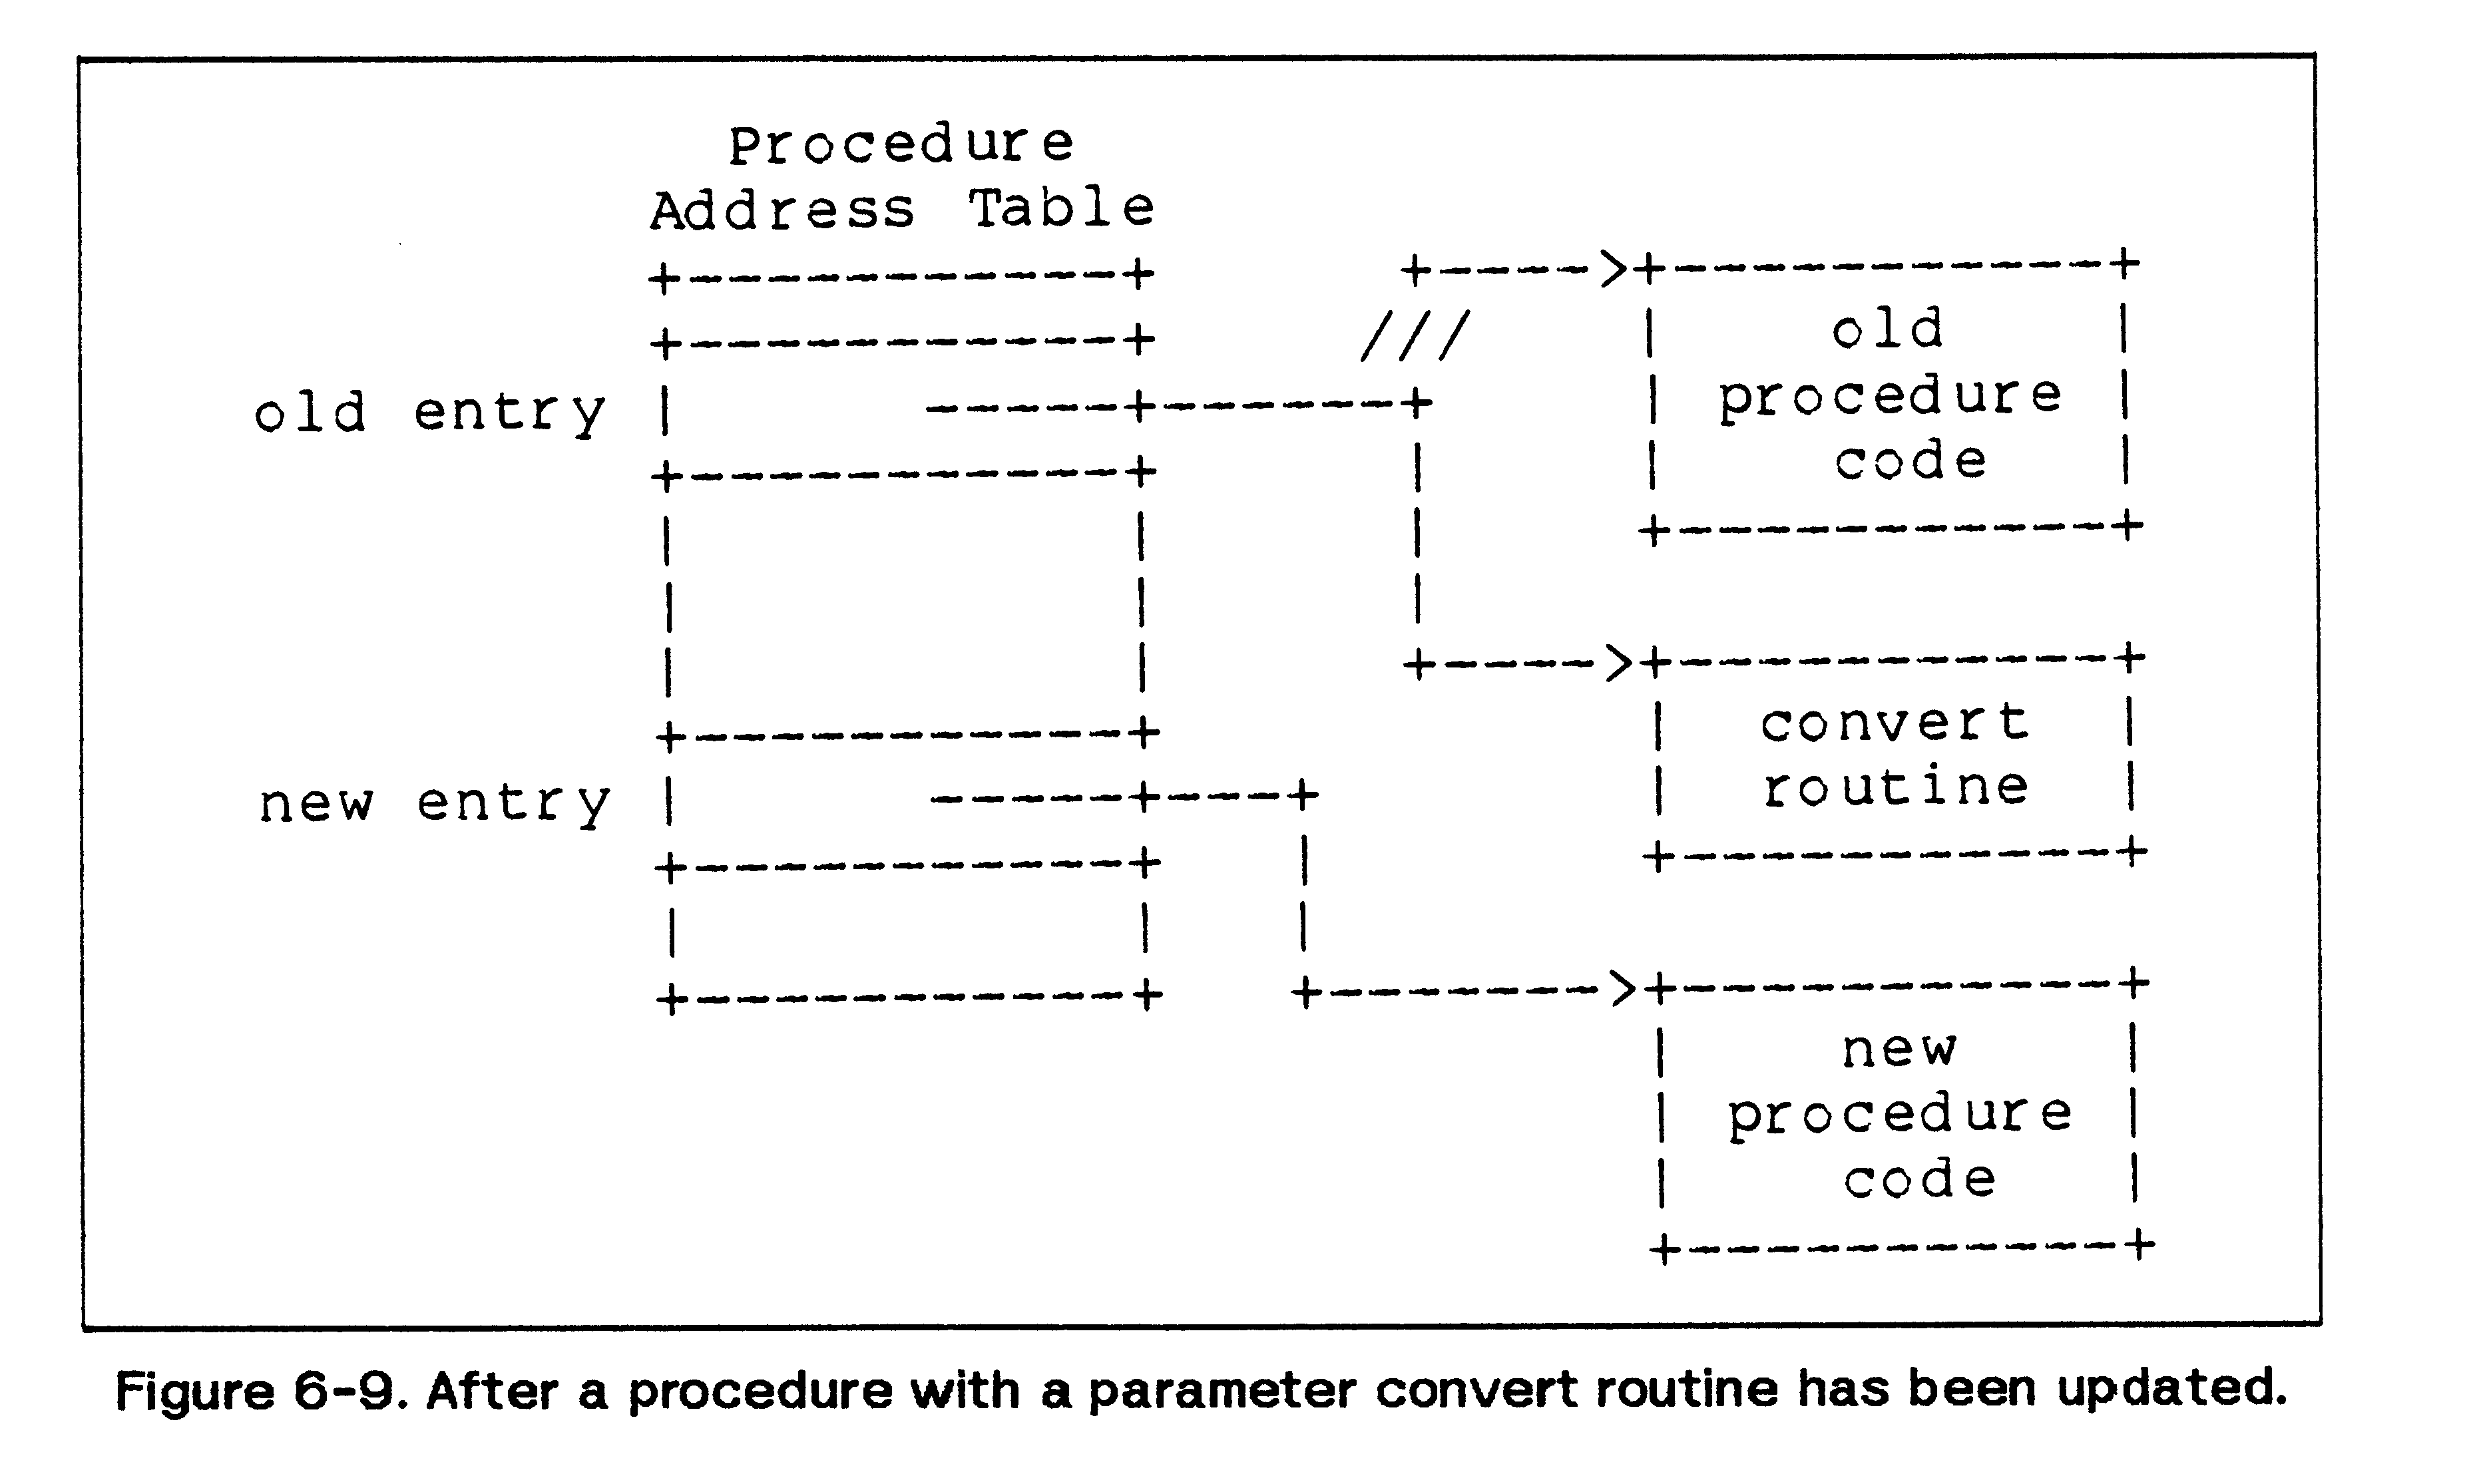 Procedure
Address Table
old entry
old
procedure
code
convert
routine
new entry
new
procedure
code
Figure 6-9. After a procedure with a parameter convert routine has been updated.